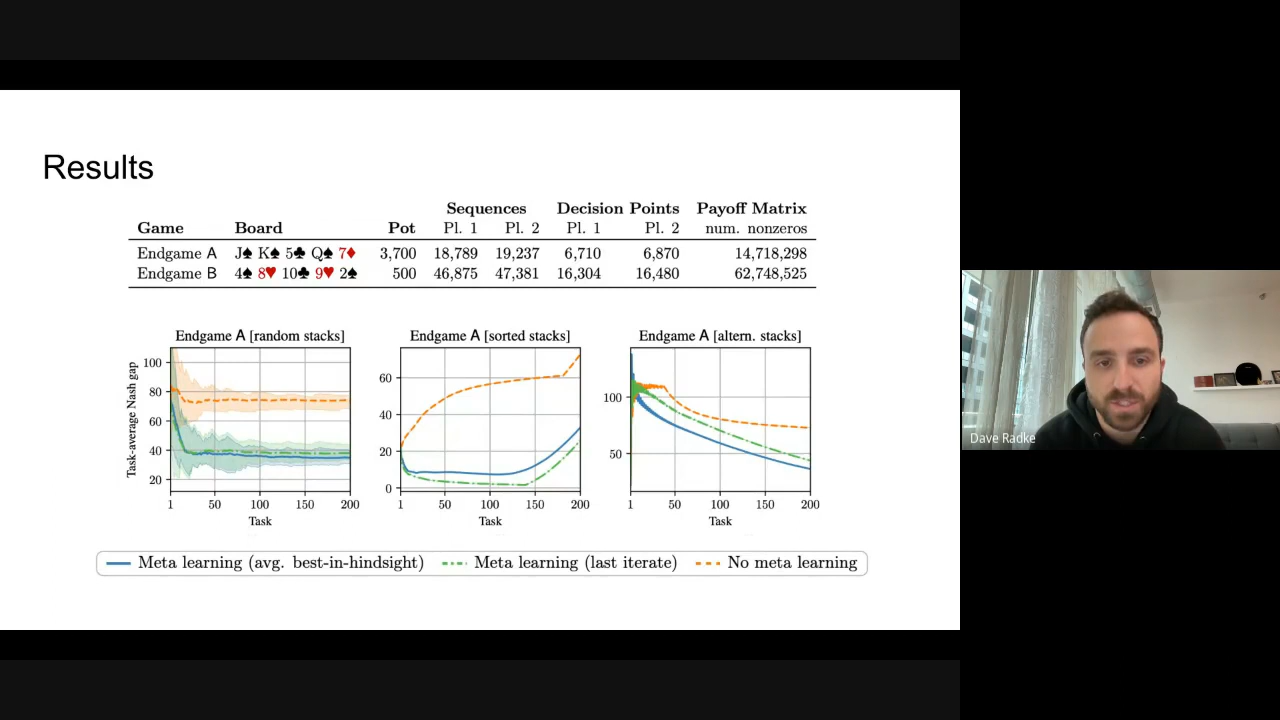 Results
Sequences Decision Points Payoff Matrix
Game Board Pot Pl. 1 Pl. 2 Pl. 1 Pl. 2 num. nonzeros
Endgame A J♠ K♠ 5♣ Q♠ 7♦ 3,700 18,789 19,237 6,710 6,870 14,718,298
Endgame B 4♠ 8♥ 10♣ 9♥ 2♠ 500 46,875 47,381 16,304 16,480 62,748,525
Endgame A [random stacks]
Task-average Nash gap
100
80
60
40
20
1 50 100 150 200
Task
Endgame A [sorted stacks]
60
40
20
0
1 50 100 150 200
Task
Endgame A [altern. stacks]
100
50
1 50 100 150 200
Task
Meta learning (avg. best-in-hindsight) Meta learning (last iterate) No meta learning
Dave Radke